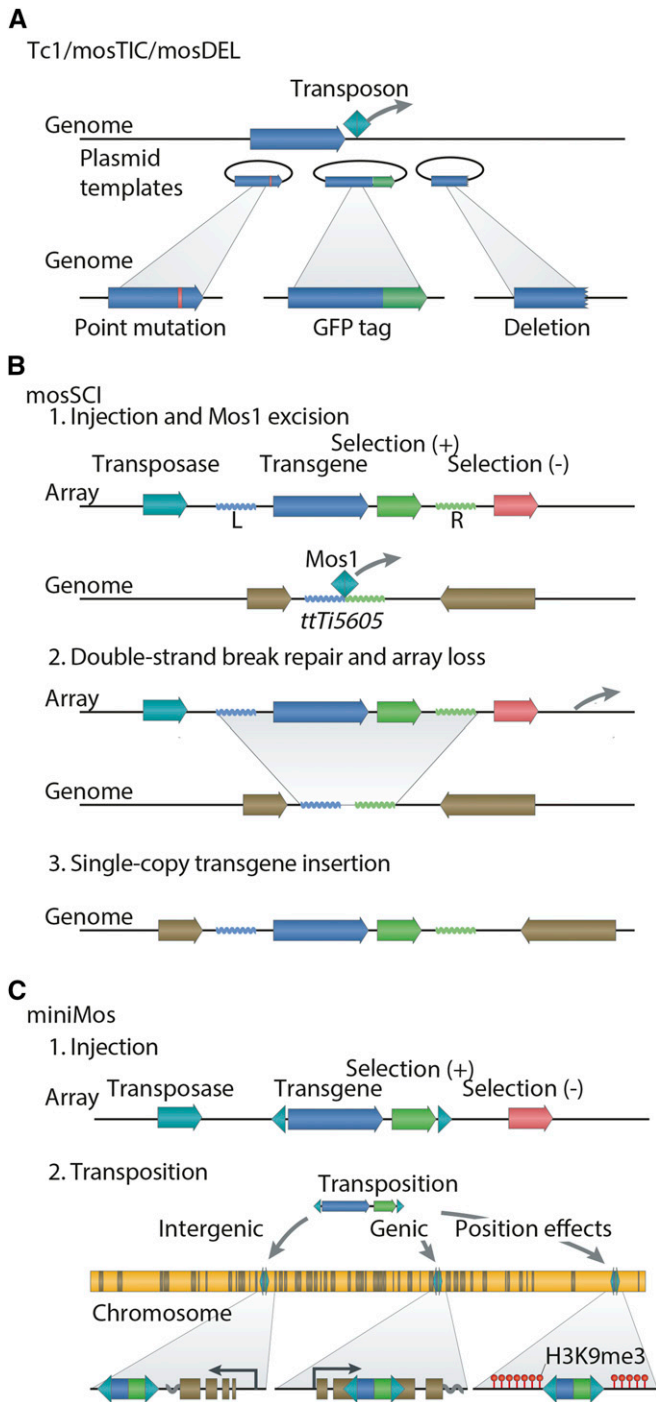 A
Tc1/mosTIC/mosDEL
Transposon
Genome
Plasmid
templates
Genome
Point mutation GFP tag Deletion
B
mosSCI
1. Injection and Mos1 excision
Selection (+)
Transposase Transgene Selection (-)
Array
L R
Mos1
Genome
ttTi5605
2. Double-strand break repair and array loss
Array
Genome
3. Single-copy transgene insertion
Genome
C
miniMos
1. Injection
Selection (+)
Transposase Transgene Selection (-)
Array
2. Transposition
Transposition
Intergenic Genic Position effects
Chromosome
H3K9me3